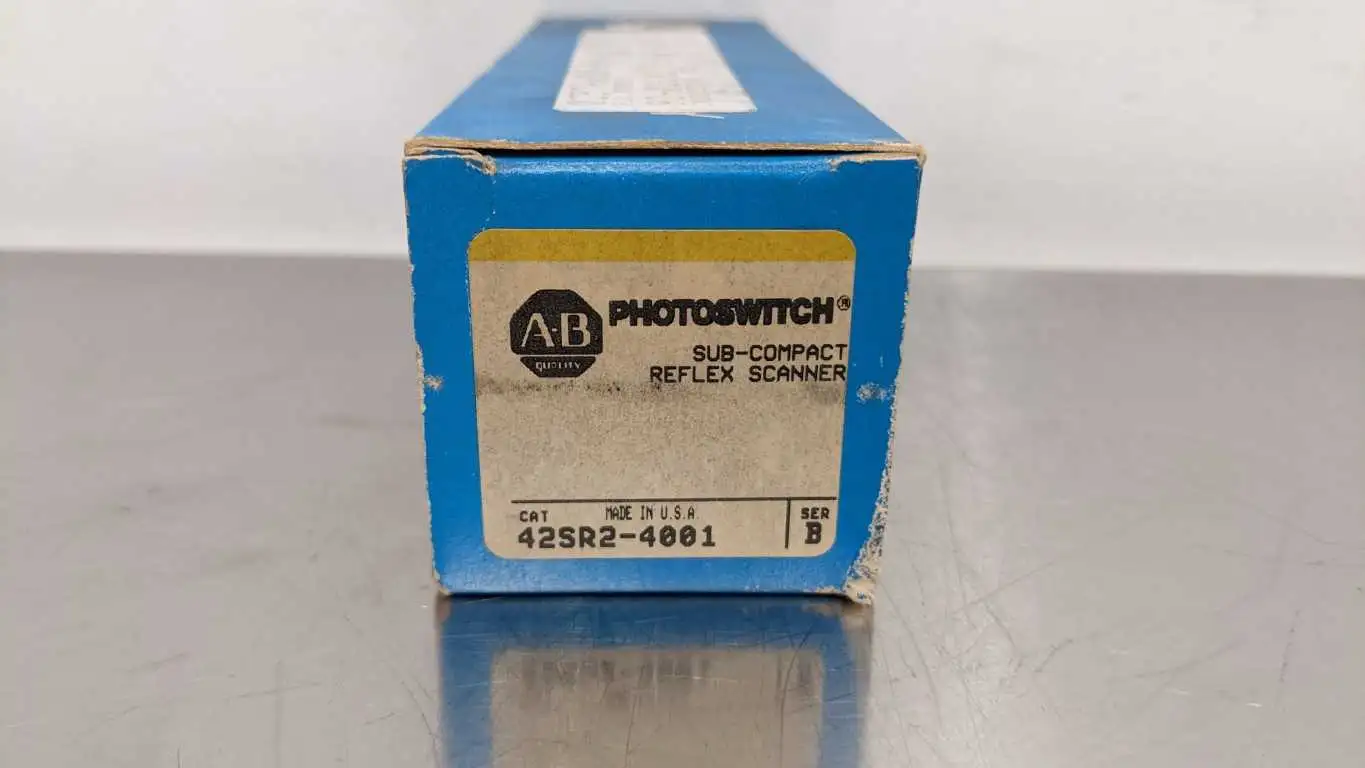 A-B
QUALITY
PHOTOSWITCH®
SUB-COMPACT
REFLEX SCANNER
MADE IN U.S.A.
CAT
SER
42SR2-4001
B